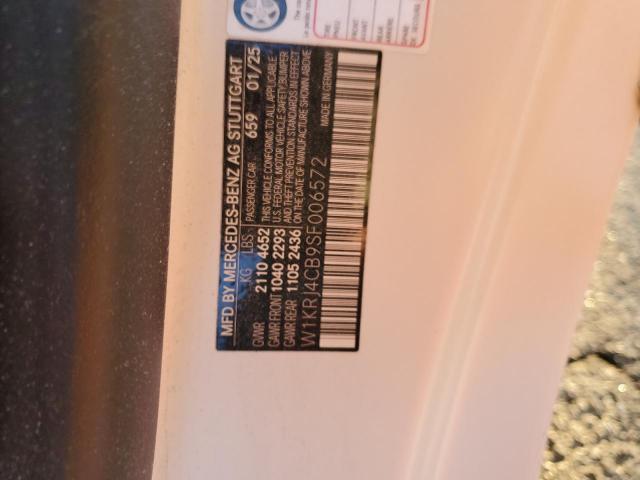 MFD BY MERCEDES-BENZ AG STUTTGART
KG LBS PASSENGER CAR 659 01/25
GVWR 2110 4652 THIS VEHICLE CONFORMS TO ALL APPLICABLE
GAWR FRONT 1040 2293 U.S. FEDERAL MOTOR VEHICLE SAFETY,BUMPER
GAWR REAR 1105 2436 AND THEFT PREVENTION STANDARDS IN EFFECT
ON THE DATE OF MANUFACTURE SHOWN ABOVE
W1KRJ4CB9SF006572 MADE IN GERMANY